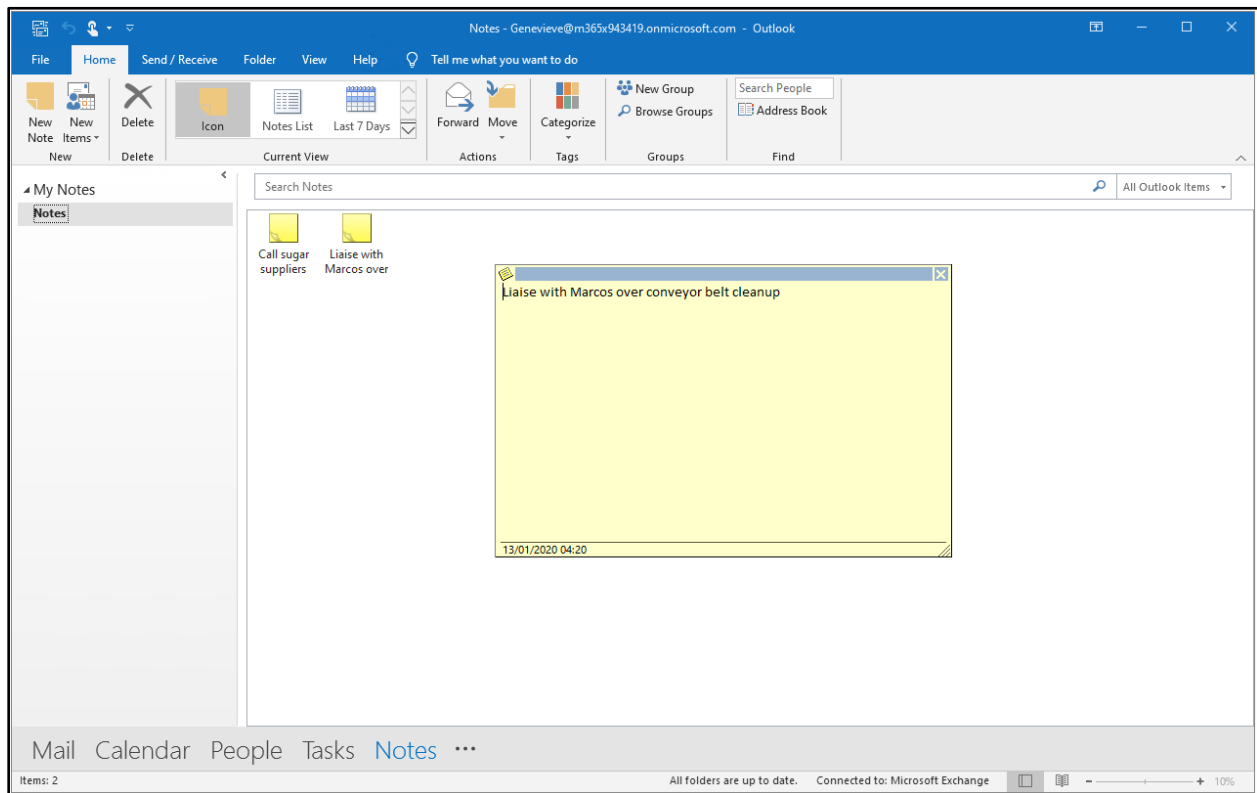 Notes - Genevieve@m365x943419.onmicrosoft.com - Outlook
File Home Send / Receive Folder View Help Tell me what you want to do
New Note
New Items
Delete
Icon
Notes List
Last 7 Days
Forward
Move
Categorize
New Group
Browse Groups
Search People
Address Book
New Delete Current View Actions Tags Groups Find
My Notes
Notes
Search Notes
All Outlook Items
Call sugar
suppliers
Liaise with
Marcos over
Liaise with Marcos over conveyor belt cleanup
13/01/2020 04:20
Mail Calendar People Tasks Notes •••
Items: 2
All folders are up to date. Connected to: Microsoft Exchange
- + 10%